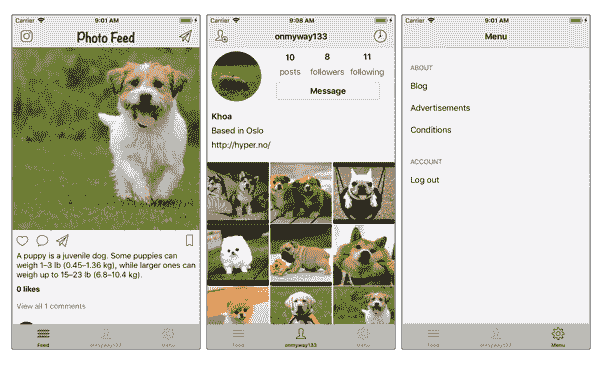 Carrier 9:01 AM
Photo Feed
A puppy is a juvenile dog. Some puppies can
weigh 1–3 lb (0.45–1.36 kg), while larger ones can
weigh up to 15–23 lb (6.8–10.4 kg).
0 likes
View all 1 comments
Feed onmyway133 Menu
Carrier 9:08 AM
onmyway133
10 8 11
posts followers following
Message
Khoa
Based in Oslo
http://hyper.no/
Feed onmyway133 Menu
Carrier 9:01 AM
Menu
ABOUT
Blog
Advertisements
Conditions
ACCOUNT
Log out
Feed onmyway133 Menu